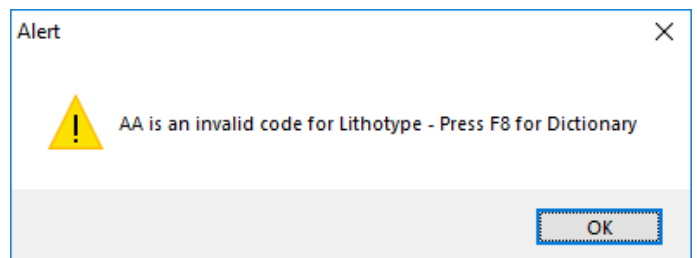 Alert
AA is an invalid code for Lithotype - Press F8 for Dictionary
OK